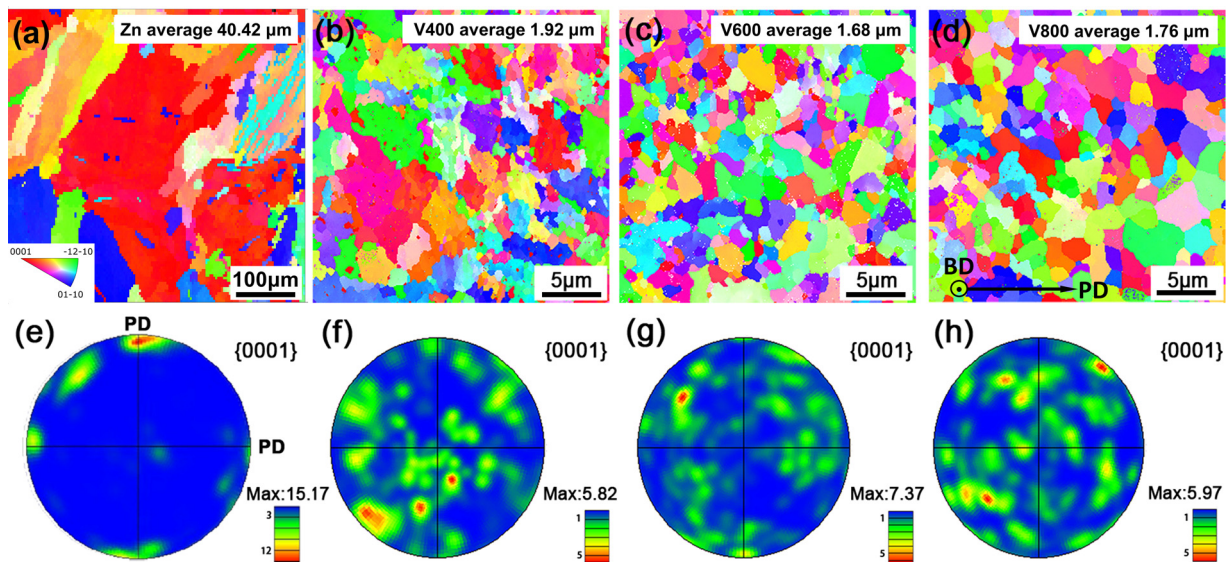 (a) Zn average 40.42 μm
0001 -12-10
01-10
100μm
(b) V400 average 1.92 μm
5μm
(c) V600 average 1.68 μm
5μm
(d) V800 average 1.76 μm
BD
PD
5μm
(e) PD {0001}
PD
Max:15.17
3
12
(f) {0001}
Max:5.82
1
5
(g) {0001}
Max:7.37
1
5
(h) {0001}
Max:5.97
1
5